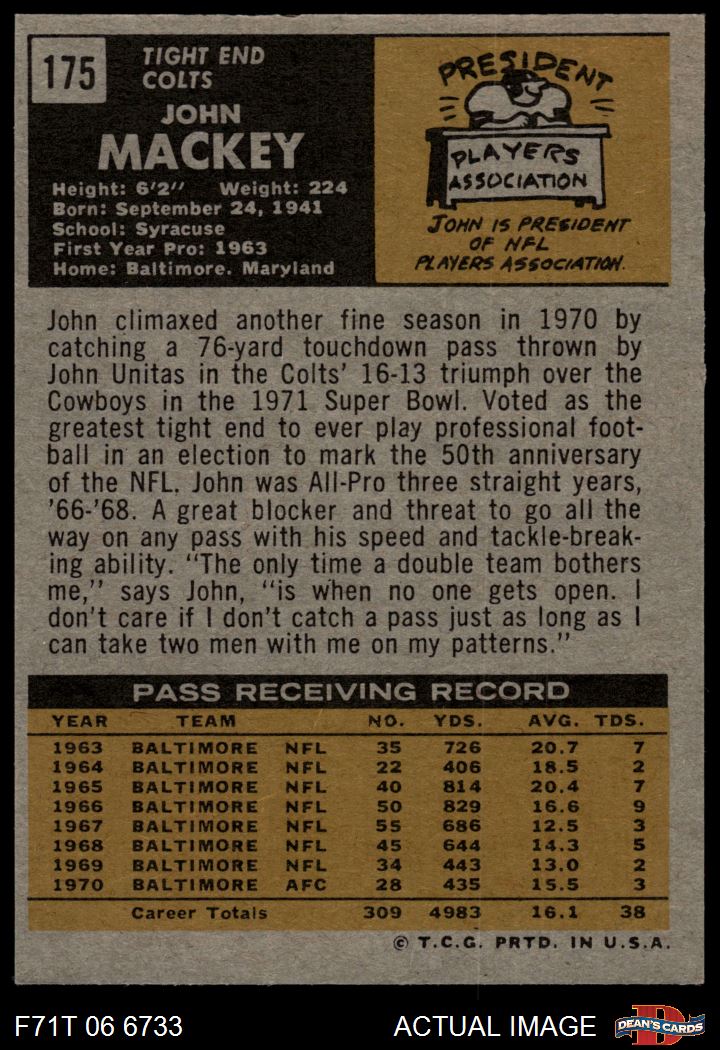 175
TIGHT END
COLTS
JOHN
MACKEY
Height: 6'2" Weight: 224
Born: September 24, 1941
School: Syracuse
First Year Pro: 1963
Home: Baltimore. Maryland
PRESIDENT
PLAYERS
ASSOCIATION
JOHN IS PRESIDENT
OF NFL
PLAYERS ASSOCIATION.
John climaxed another fine season in 1970 by
catching a 76-yard touchdown pass thrown by
John Unitas in the Colts' 16-13 triumph over the
Cowboys in the 1971 Super Bowl. Voted as the
greatest tight end to ever play professional foot-
ball in an election to mark the 50th anniversary
of the NFL. John was All-Pro three straight years,
'66-'68. A great blocker and threat to go all the
way on any pass with his speed and tackle-break-
ing ability. "The only time a double team bothers
me," says John, "is when no one gets open. I
don't care if I don't catch a pass just as long as I
can take two men with me on my patterns."
PASS RECEIVING RECORD
YEAR TEAM NO. YDS. AVG. TDS.
1963 BALTIMORE NFL 35 726 20.7 7
1964 BALTIMORE NFL 22 406 18.5 2
1965 BALTIMORE NFL 40 814 20.4 7
1966 BALTIMORE NFL 50 829 16.6 9
1967 BALTIMORE NFL 55 686 12.5 3
1968 BALTIMORE NFL 45 644 14.3 5
1969 BALTIMORE NFL 34 443 13.0 2
1970 BALTIMORE AFC 28 435 15.5 3
Career Totals 309 4983 16.1 38
© T.C.G. PRTD. IN U.S.A.
F71T 06 6733 ACTUAL IMAGE D DEAN'S CARDS